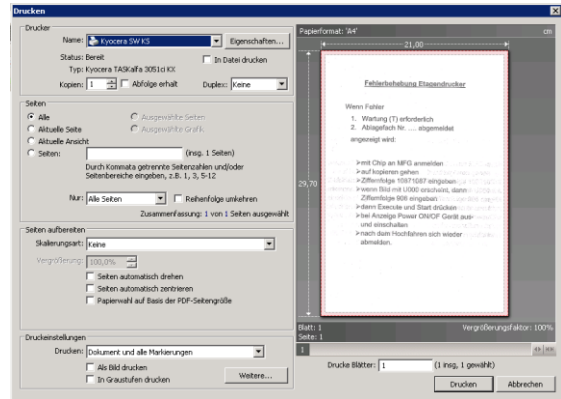 Drucken
Drucker
Name: Kyocera SW KS Eigenschaften...
Status: Bereit
In Datei drucken
Typ: Kyocera TASKalfa 3051ci KX
Kopien: 1 Abfolge erhalt Duplex: Keine
Seiten
Alle Ausgewählte Seiten
Aktuelle Seite Ausgewählte Grafik
Aktuelle Ansicht
Seiten: (insg. 1 Seiten)
Durch Kommata getrennte Seitenzahlen und/oder
Seitenbereiche eingeben, z.B. 1, 3, 5-12
Nur: Alle Seiten Reihenfolge umkehren
Zusammenfassung: 1 von 1 Seiten ausgewählt
Seiten aufbereiten
Skalierungsart: Keine
Vergrößerung: 100,0%
Seiten automatisch drehen
Seiten automatisch zentrieren
Papierwahl auf Basis der PDF-Seitengröße
Druckeinstellungen
Drucken: Dokument und alle Markierungen
Als Bild drucken
In Graustufen drucken
Weitere...
Papierformat: 'A4' cm
21,00
29,70
Fehlerbehebung Etagendrucker
Wenn Fehler
1. Wartung (T) erforderlich
2. Ablagefach Nr. .... abgemeldet
angezeigt wird:
➢mit Chip an MFG anmelden
➢auf kopieren gehen
➢Ziffernfolge 10871087 eingeben
➢wenn Bild mit U000 erscheint, dann
Ziffernfolge 906 eingeben
➢dann Execute und Start drücken
➢bei Anzeige Power ON/OF Gerät aus-
und einschalten
➢nach dem Hochfahren sich wieder
abmelden.
Blatt: 1 Vergrößerungsfaktor: 100%
Seite: 1
1
Drucke Blätter: 1 (1 insg, 1 gewählt)
Drucken Abbrechen